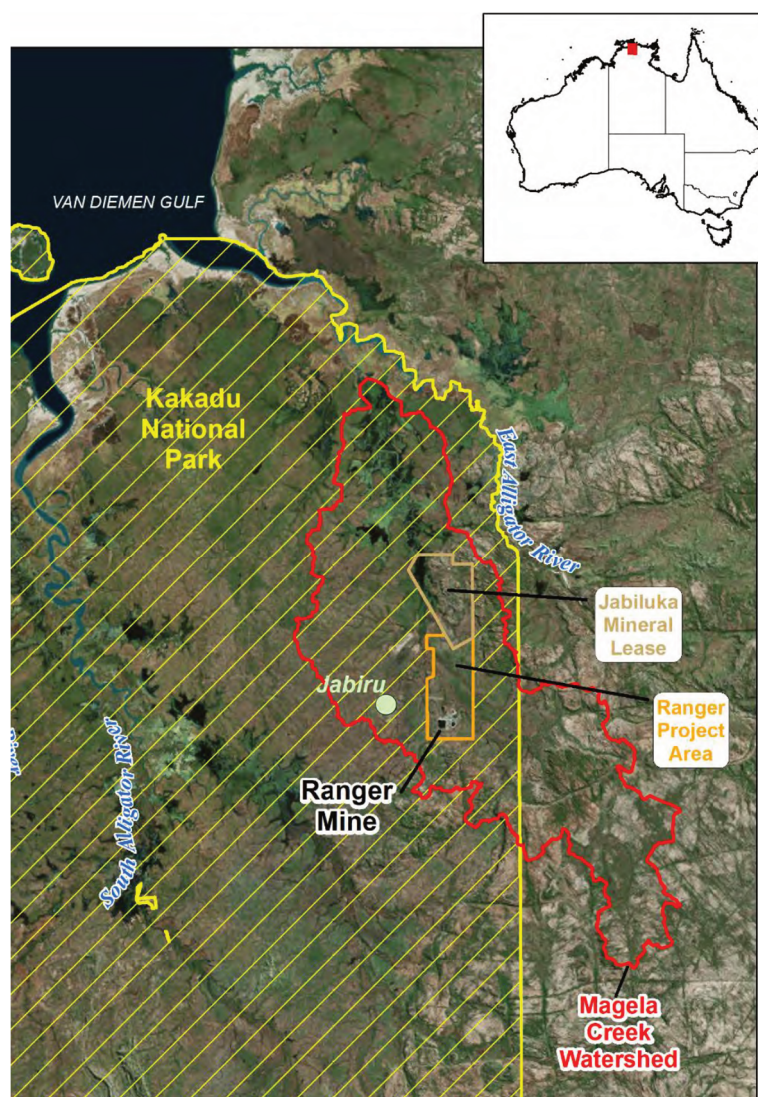 VAN DIEMEN GULF
Kakadu
National
Park
East Alligator River
Jabiluka
Mineral
Lease
Jabiru
Ranger
Project
Area
Ranger
Mine
South Alligator River
Magela
Creek
Watershed